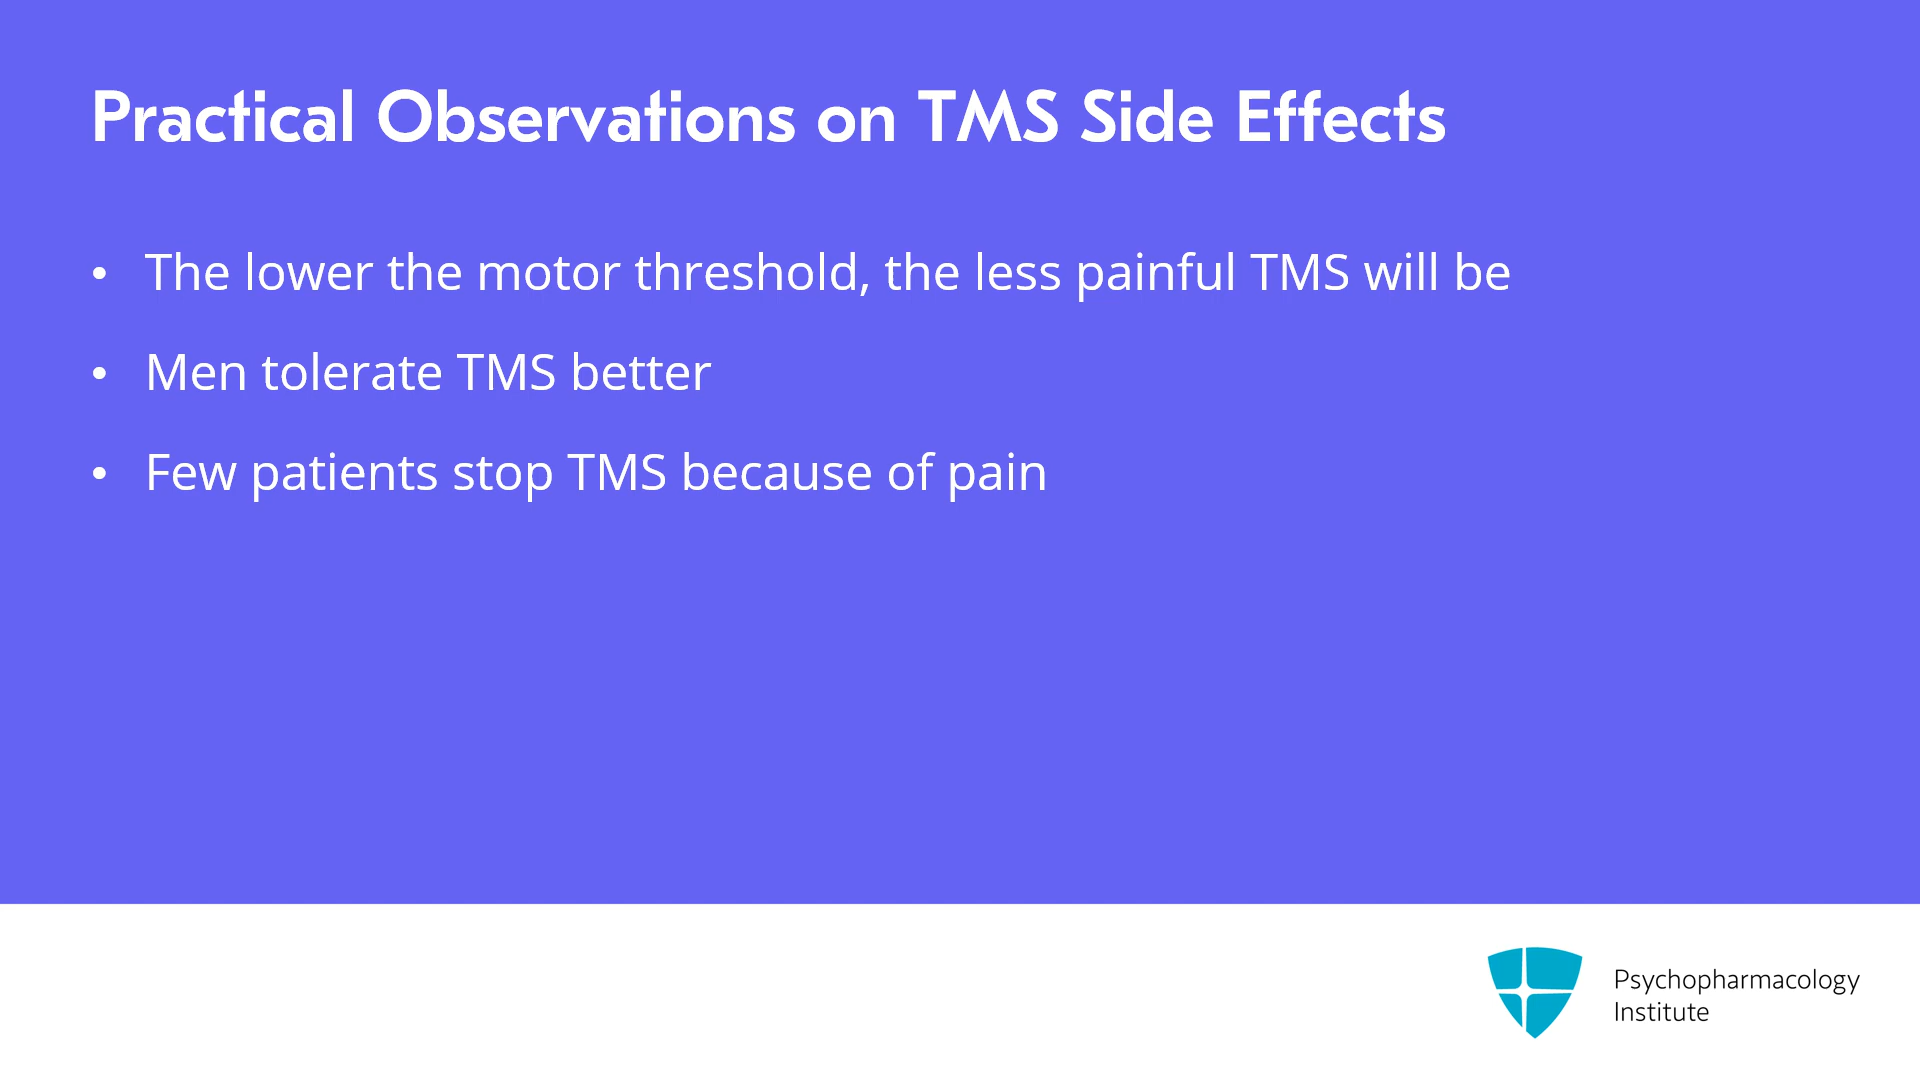 Practical Observations on TMS Side Effects
• The lower the motor threshold, the less painful TMS will be
• Men tolerate TMS better
• Few patients stop TMS because of pain
Psychopharmacology
Institute